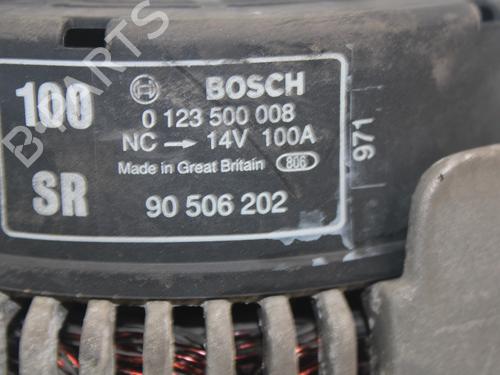 100
BOSCH
0 123 500 008
NC → 14V 100A
Made in Great Britain 806
SR
90 506 202
971
B-PARTS